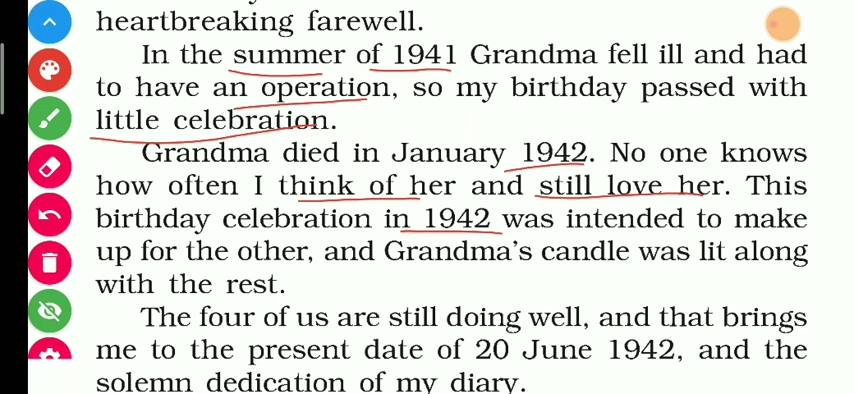 heartbreaking farewell.
In the summer of 1941 Grandma fell ill and had
to have an operation, so my birthday passed with
little celebration.
Grandma died in January 1942. No one knows
how often I think of her and still love her. This
birthday celebration in 1942 was intended to make
up for the other, and Grandma's candle was lit along
with the rest.
The four of us are still doing well, and that brings
me to the present date of 20 June 1942, and the
solemn dedication of my diary.